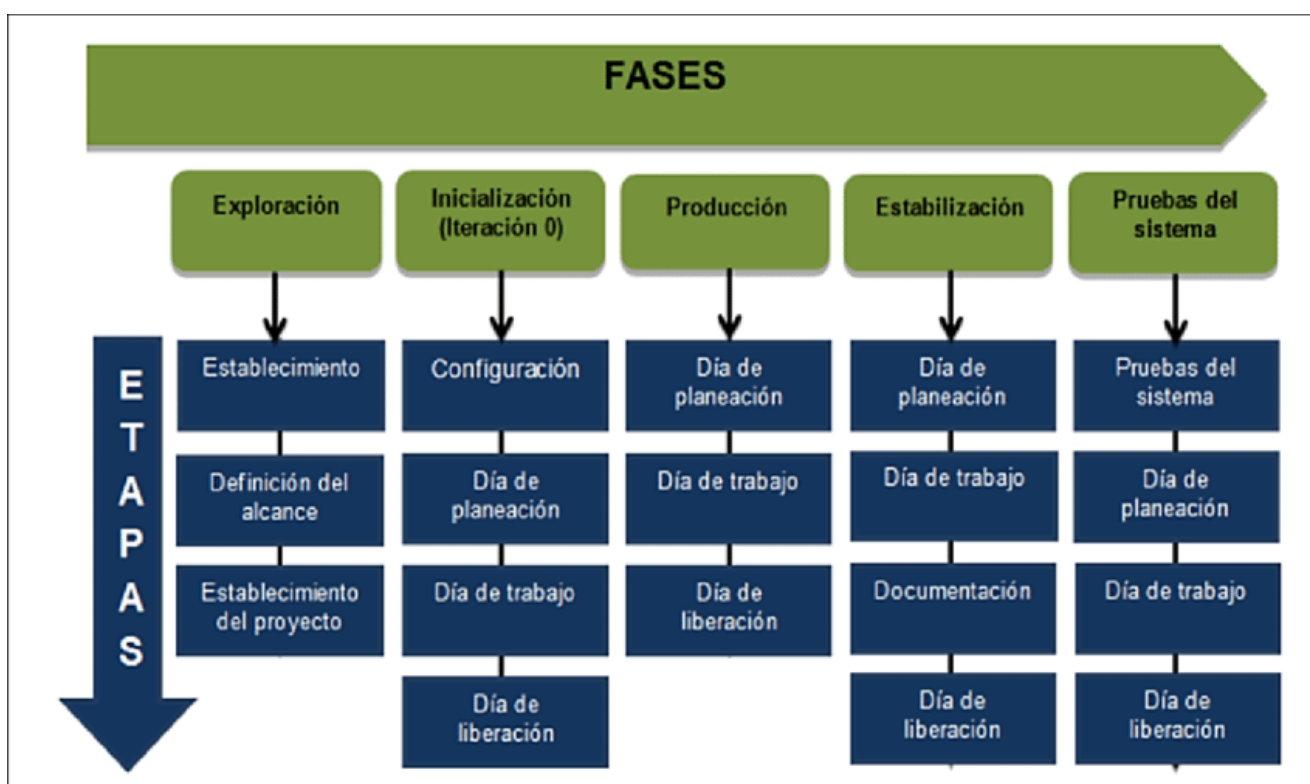 FASES
Exploración
Inicialización
(Iteración 0)
Producción
Estabilización
Pruebas del
sistema
ETAPAS
Establecimiento
Configuración
Día de
planeación
Día de
planeación
Pruebas del
sistema
Definición del
alcance
Día de
planeación
Día de trabajo
Día de trabajo
Día de
planeación
Establecimiento
del proyecto
Día de trabajo
Día de
liberación
Documentación
Día de trabajo
Día de
liberación
Día de
liberación
Día de
liberación